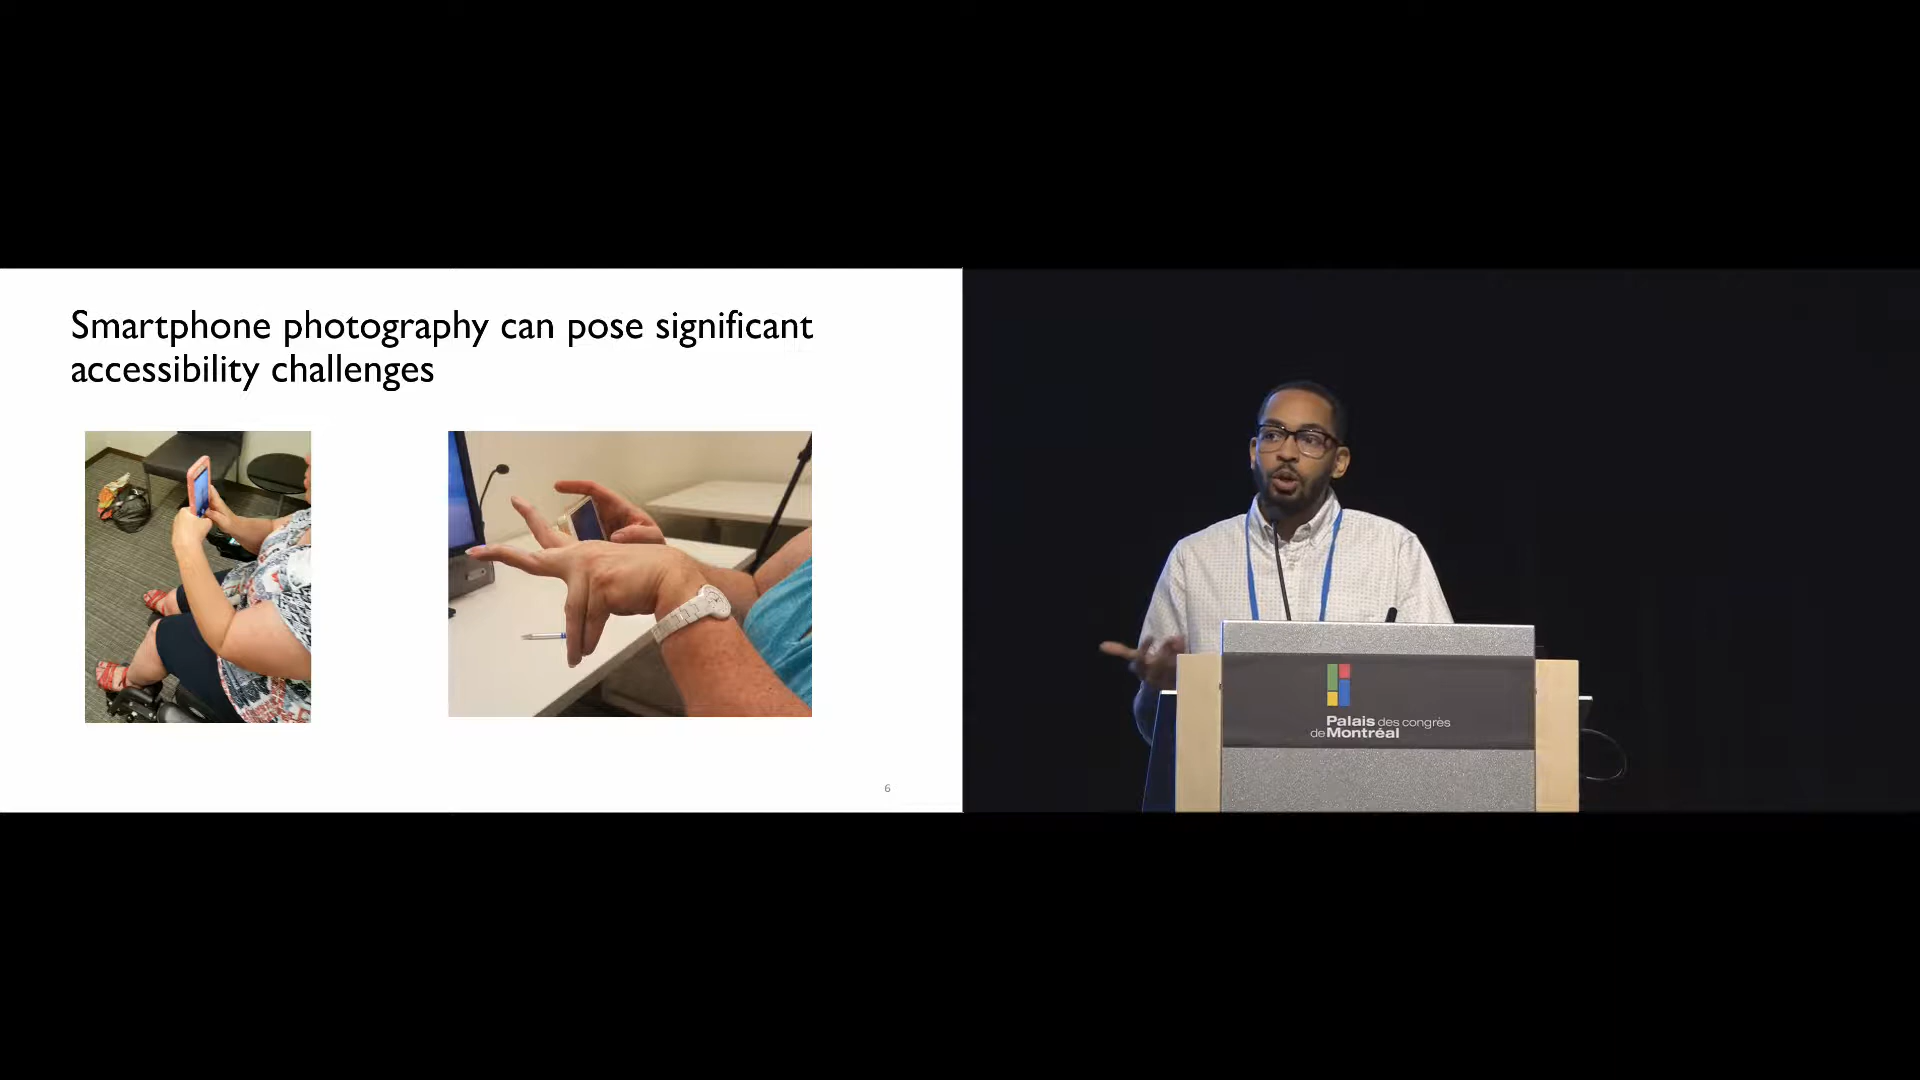 Smartphone photography can pose significant
accessibility challenges
6
Palais des congrès
de Montréal